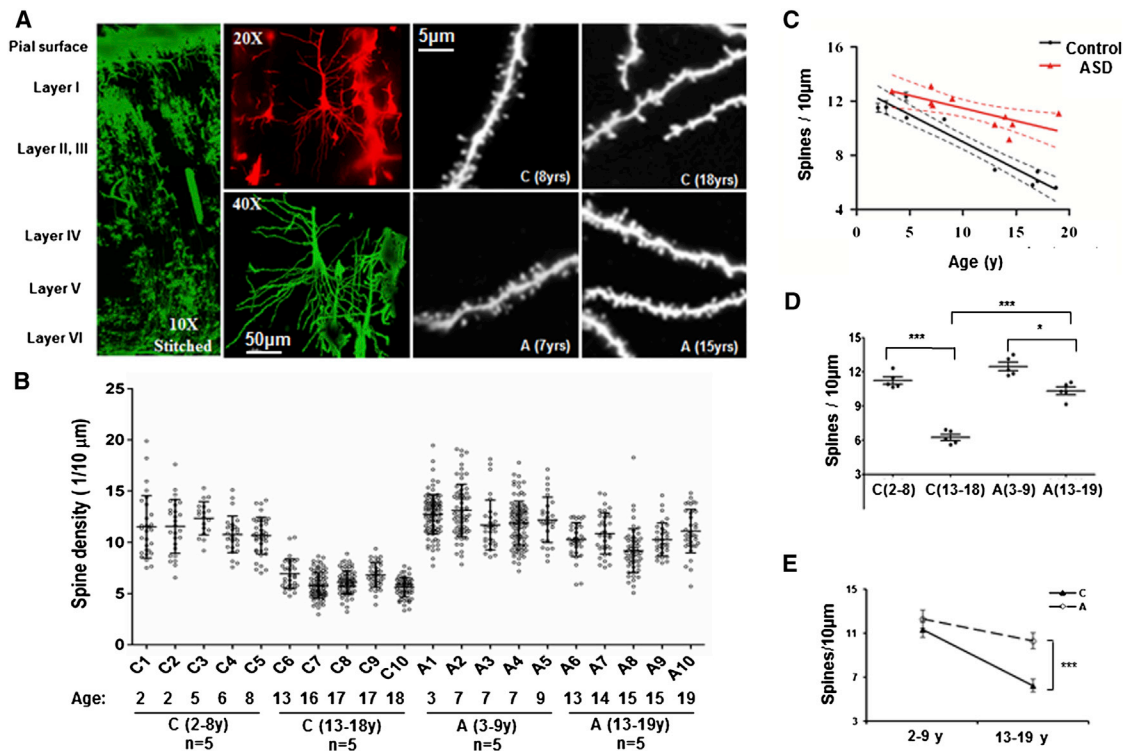 A
Pial surface
Layer I
Layer II, III
Layer IV
Layer V
Layer VI
10X
Stitched
20X
40X
50μm
5μm
C (8yrs)
C (18yrs)
A (7yrs)
A (15yrs)
B
Spine density ( 1/10 μm)
25
20
15
10
5
0
C1 C2 C3 C4 C5 C6 C7 C8 C9 C10 A1 A2 A3 A4 A5 A6 A7 A8 A9 A10
Age: 2 2 5 6 8 13 16 17 17 18 3 7 7 7 9 13 14 15 15 19
C (2-8y) C (13-18y) A (3-9y) A (13-19y)
n=5 n=5 n=5 n=5
C
Control
ASD
Spines / 10μm
16
12
8
4
0 5 10 15 20
Age (y)
D
*** *** *
Spines / 10μm
15
12
9
6
3
C(2-8) C(13-18) A(3-9) A(13-19)
E
C
A
Spines/10μm
15
11
7
3
***
2-9 y 13-19 y